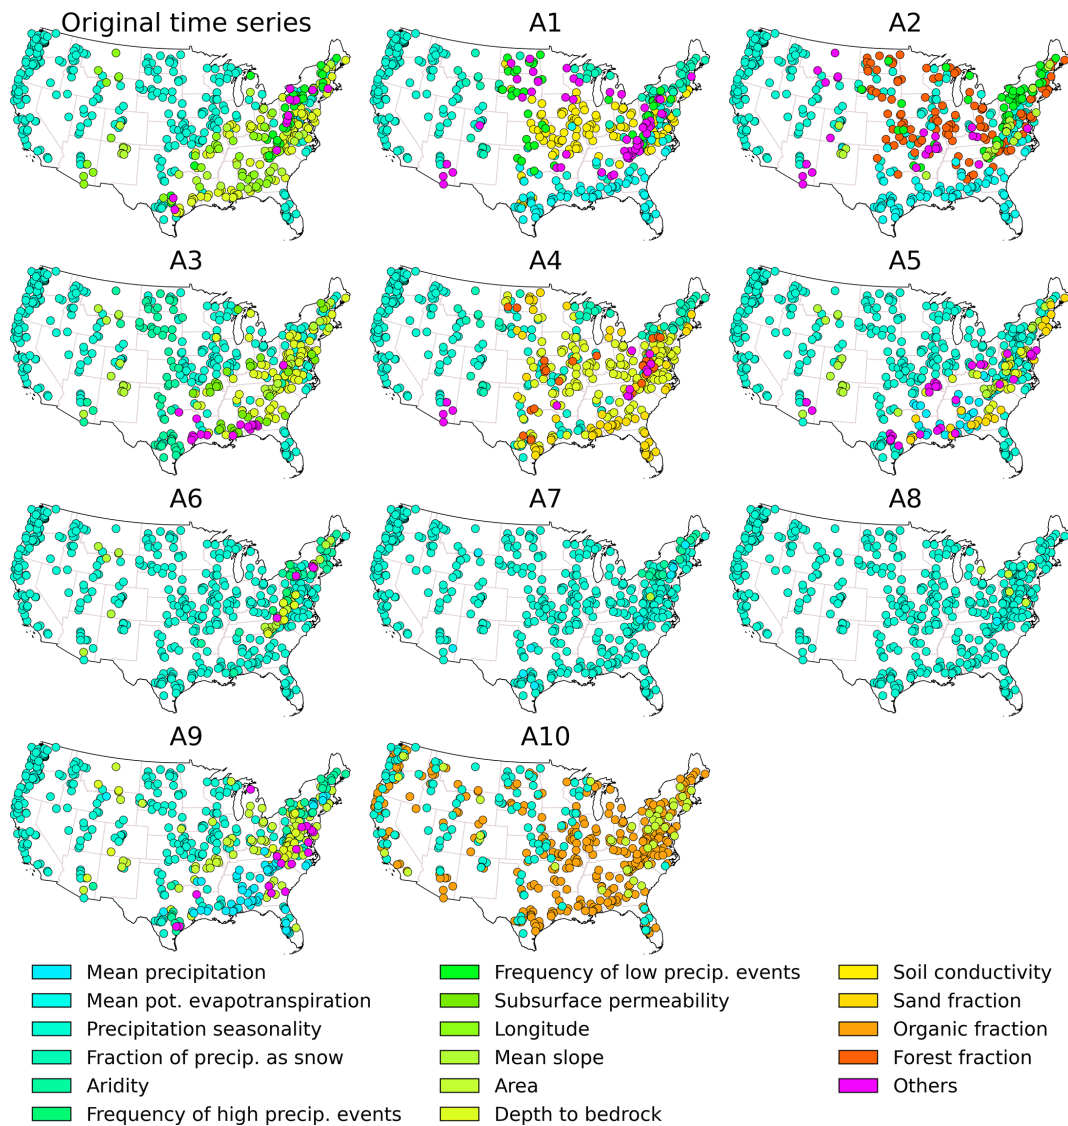 Original time series
A1
A2
A3
A4
A5
A6
A7
A8
A9
A10
Mean precipitation
Mean pot. evapotranspiration
Precipitation seasonality
Fraction of precip. as snow
Aridity
Frequency of high precip. events
Frequency of low precip. events
Subsurface permeability
Longitude
Mean slope
Area
Depth to bedrock
Soil conductivity
Sand fraction
Organic fraction
Forest fraction
Others